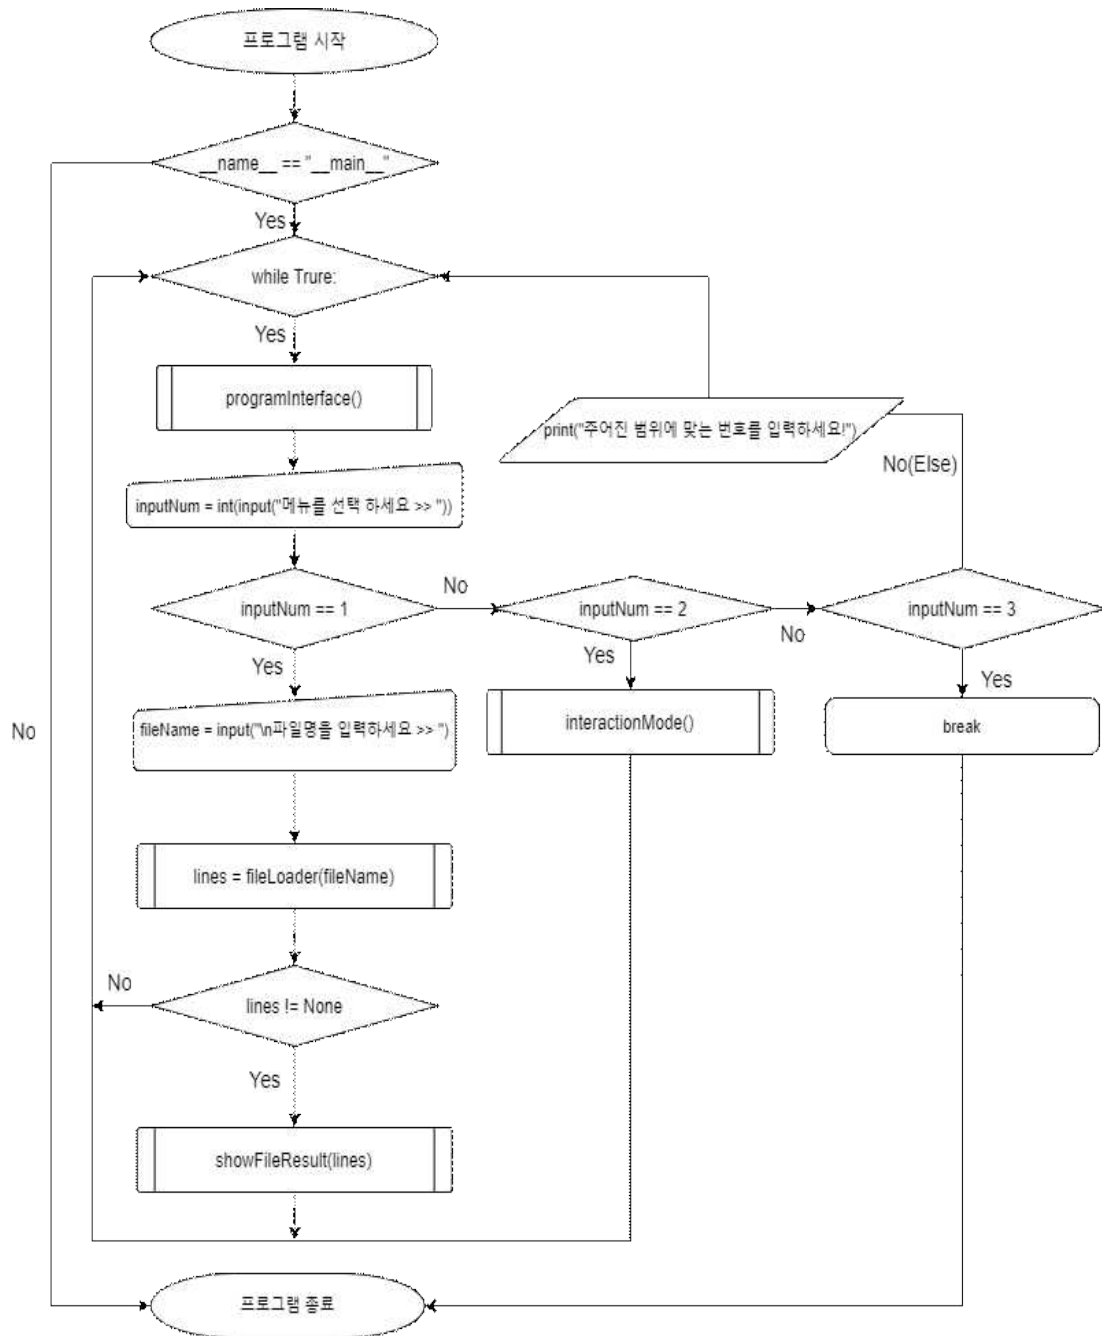 프로그램 시작
__name__ == "__main__"
Yes
while Trure:
Yes
programInterface()
print("주어진 범위에 맞는 번호를 입력하세요!")
No(Else)
inputNum = int(input("메뉴를 선택 하세요 >> "))
inputNum == 1
No
inputNum == 2
No
inputNum == 3
Yes
Yes
Yes
No
fileName = input("\n파일명을 입력하세요 >> ")
interactionMode()
break
lines = fileLoader(fileName)
No
lines != None
Yes
showFileResult(lines)
프로그램 종료